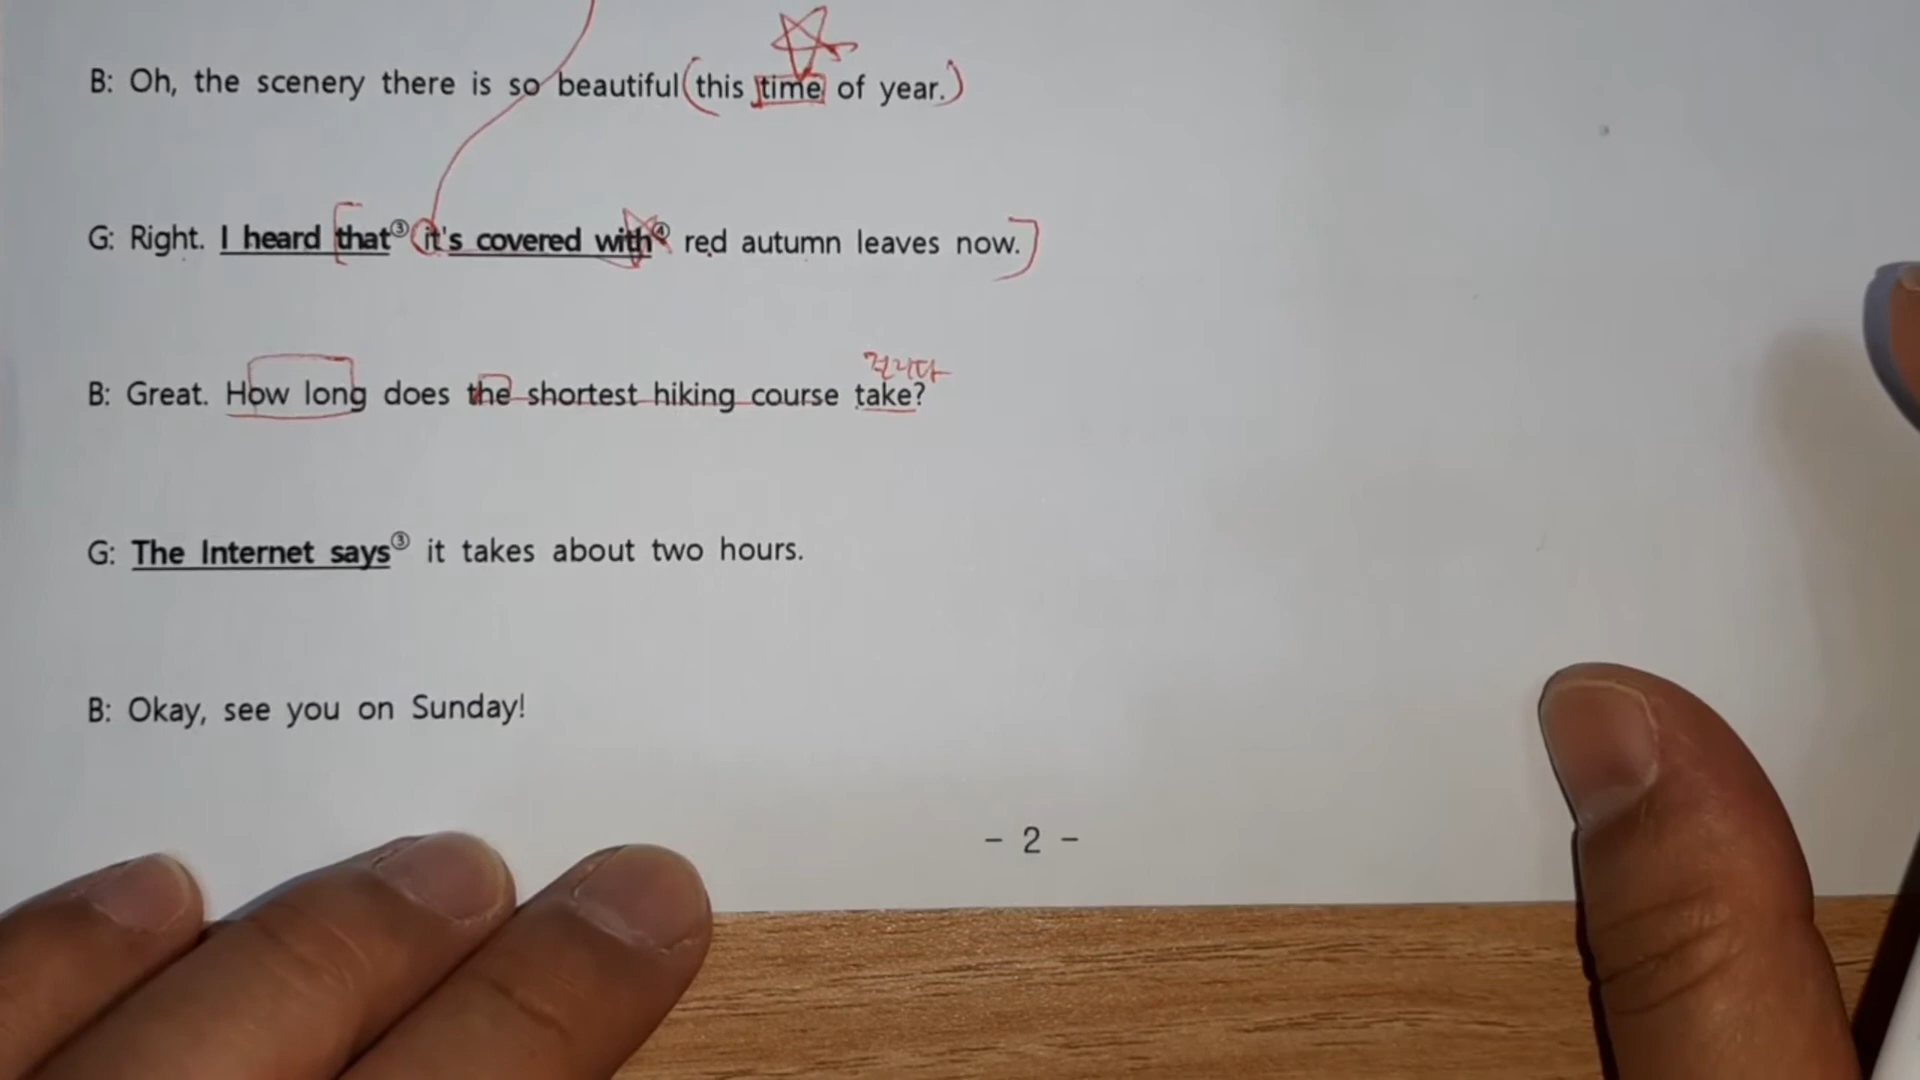 B: Oh, the scenery there is so beautiful (this time of year.)
G: Right. I heard [that③ it's covered with④ red autumn leaves now.]
걸리다
B: Great. How long does the shortest hiking course take?
G: The Internet says③ it takes about two hours.
B: Okay, see you on Sunday!
- 2 -